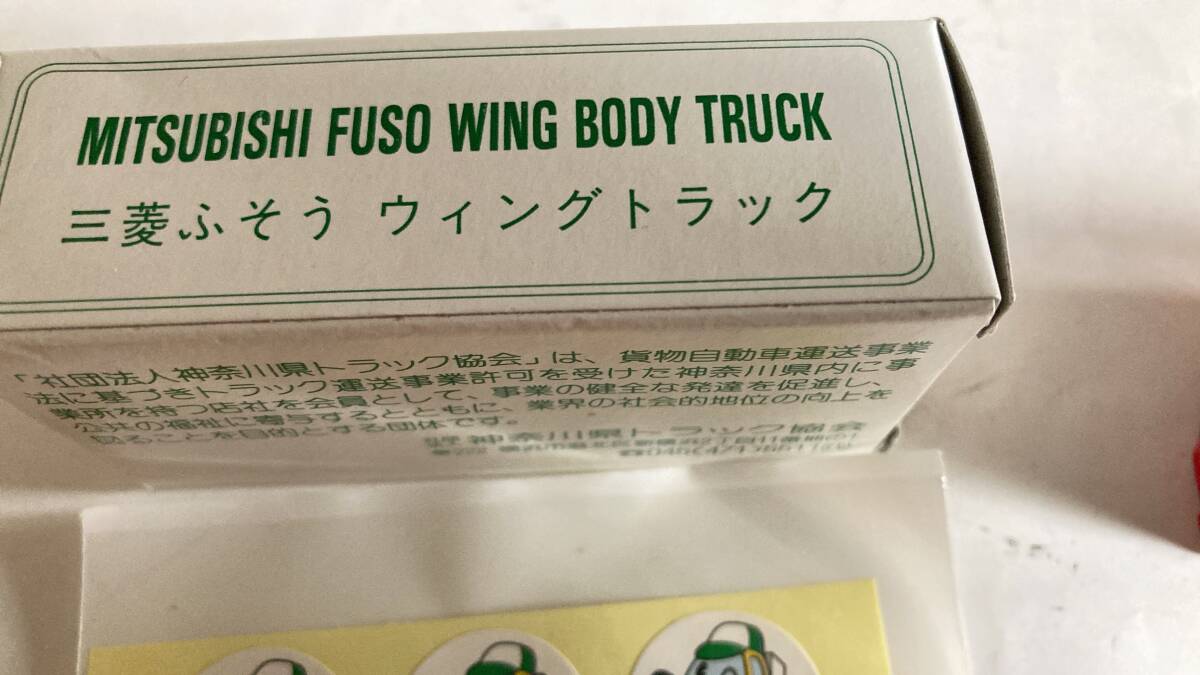 MITSUBISHI FUSO WING BODY TRUCK
三菱ふそう ウィングトラック
「社団法人神奈川県トラック協会」は、貨物自動車運送事業
法に基づきトラック運送事業許可を受けた神奈川県内に事
業所を持つ店社を会員として、事業の健全な発達を促進し、
公共の福祉に寄与するとともに、業界の社会的地位の向上を
図ることを目的とする団体です。
神奈川県トラック協会